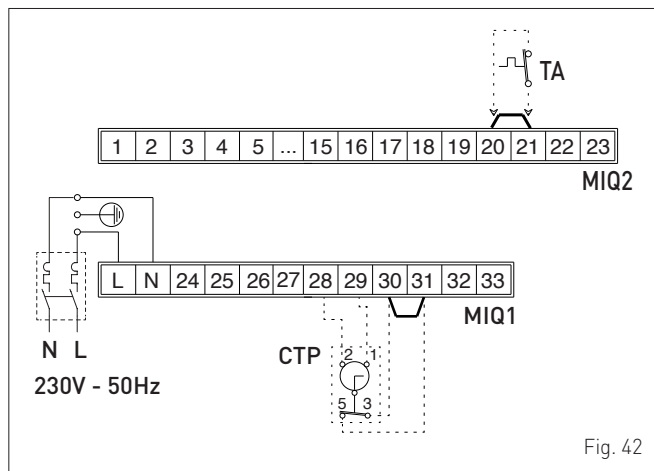 TA
1 2 3 4 5 ... 15 16 17 18 19 20 21 22 23
MIQ2
L N 24 25 26 27 28 29 30 31 32 33
MIQ1
N L
230V - 50Hz
CTP
2 1
5 3
Fig. 42